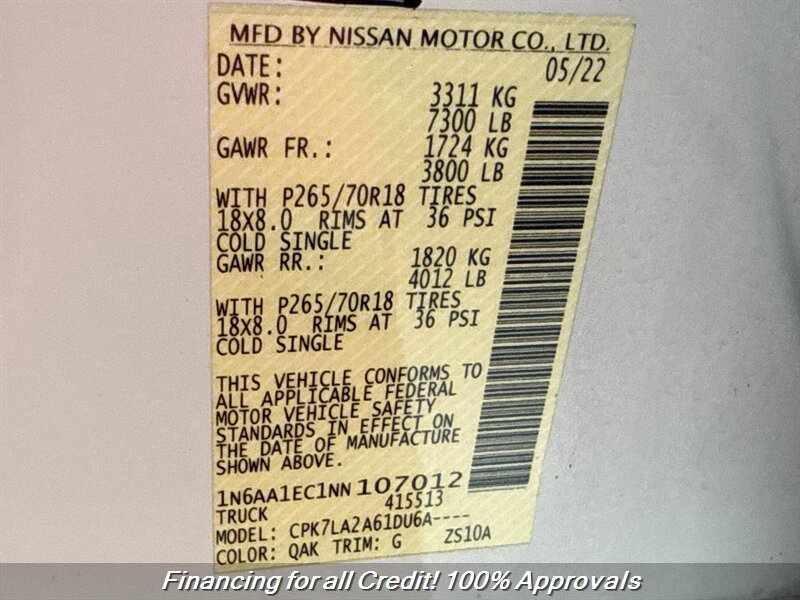 MFD BY NISSAN MOTOR CO., LTD.
DATE: 05/22
GVWR: 3311 KG
7300 LB
GAWR FR.: 1724 KG
3800 LB
WITH P265/70R18 TIRES
18X8.0 RIMS AT 36 PSI
COLD SINGLE
GAWR RR.: 1820 KG
4012 LB
WITH P265/70R18 TIRES
18X8.0 RIMS AT 36 PSI
COLD SINGLE
THIS VEHICLE CONFORMS TO
ALL APPLICABLE FEDERAL
MOTOR VEHICLE SAFETY
STANDARDS IN EFFECT ON
THE DATE OF MANUFACTURE
SHOWN ABOVE.
1N6AA1EC1NN107012
TRUCK 415513
MODEL: CPK7LA2A61DU6A----
COLOR: QAK TRIM: G ZS10A
Financing for all Credit! 100% Approvals